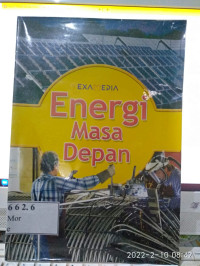 EXAMEDIA
Energi
Masa
Depan
6 6 2. 6
Mor
e
2022-2-10 08:47